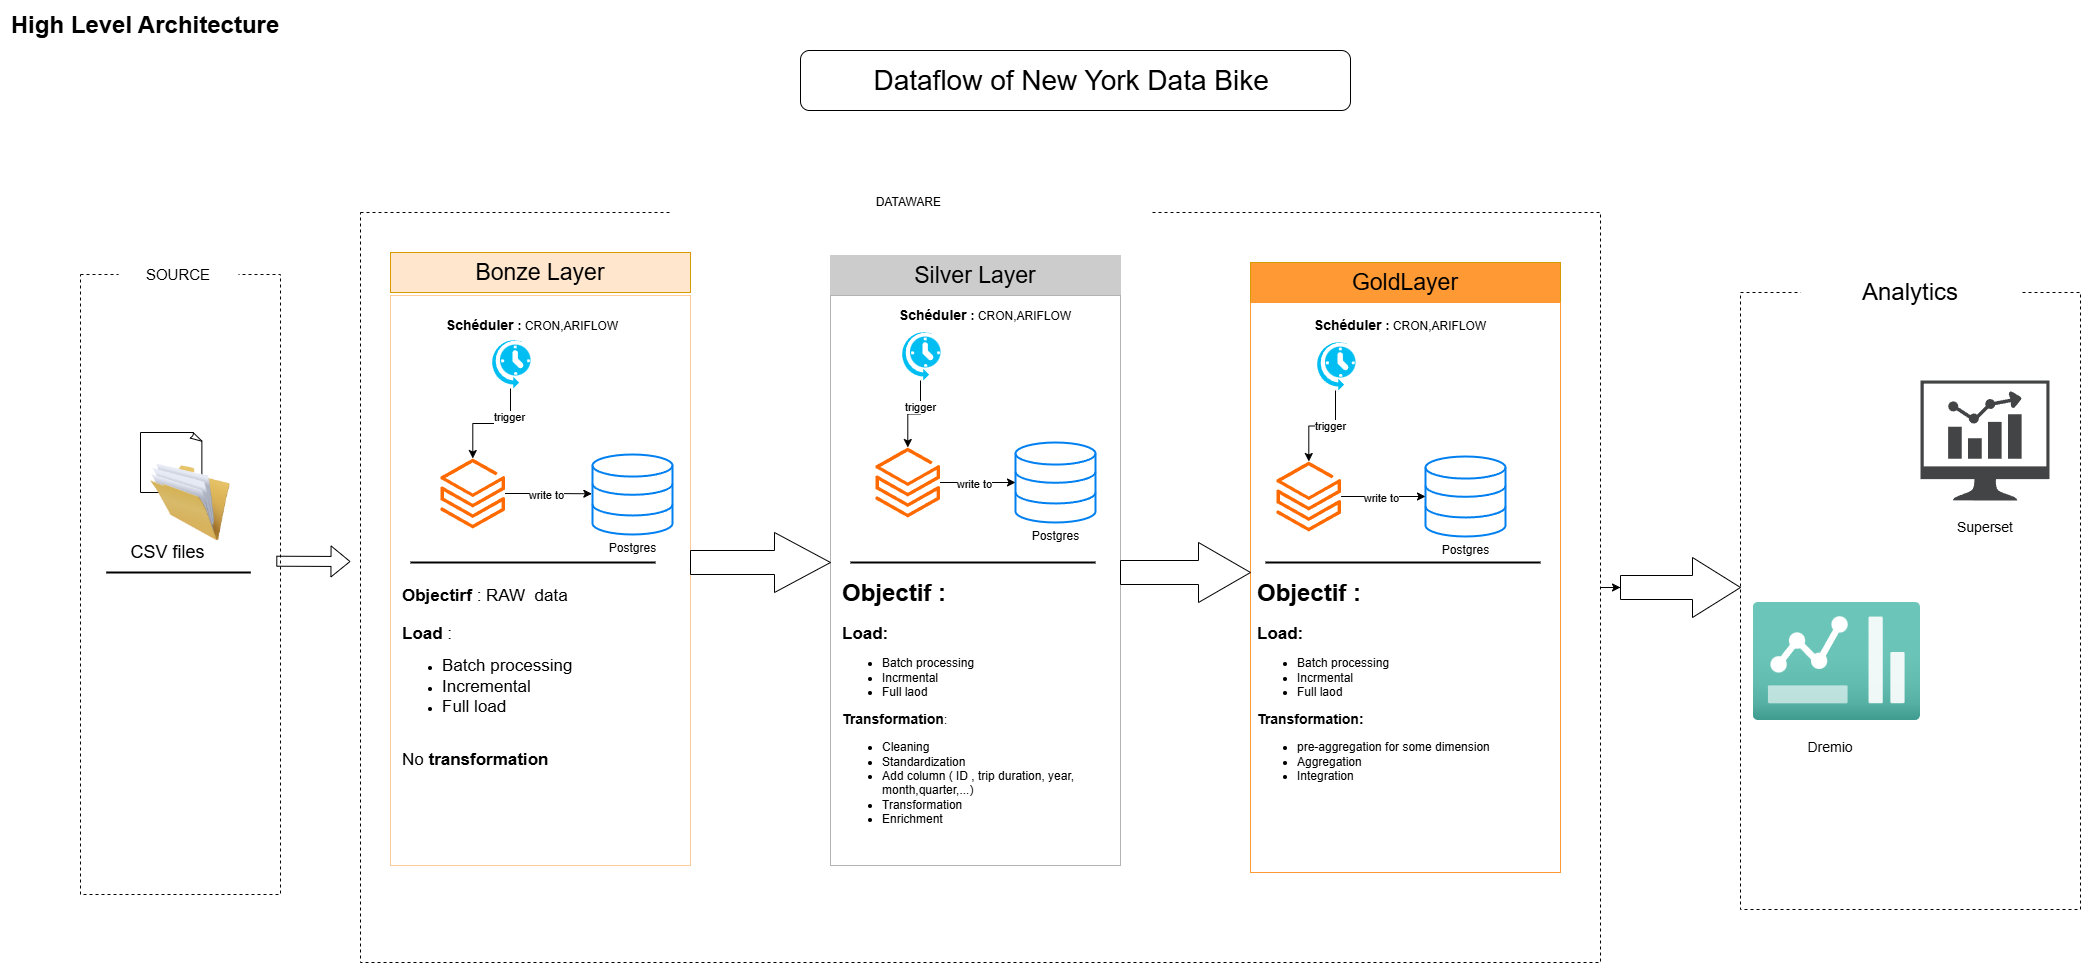 High Level Architecture
Dataflow of New York Data Bike
DATAWARE
SOURCE
CSV files
Bonze Layer
Schéduler : CRON,ARIFLOW
trigger
write to
Postgres
Objectirf : RAW  data
Load :
Batch processing
Incremental
Full load
No transformation
Silver Layer
Schéduler : CRON,ARIFLOW
trigger
write to
Postgres
Objectif :
Load:
Batch processing
Incrmental
Full laod
Transformation:
Cleaning
Standardization
Add column ( ID , trip duration, year,
month,quarter,...)
Transformation
Enrichment
GoldLayer
Schéduler : CRON,ARIFLOW
trigger
write to
Postgres
Objectif :
Load:
Batch processing
Incrmental
Full laod
Transformation:
pre-aggregation for some dimension
Aggregation
Integration
Analytics
Superset
Dremio